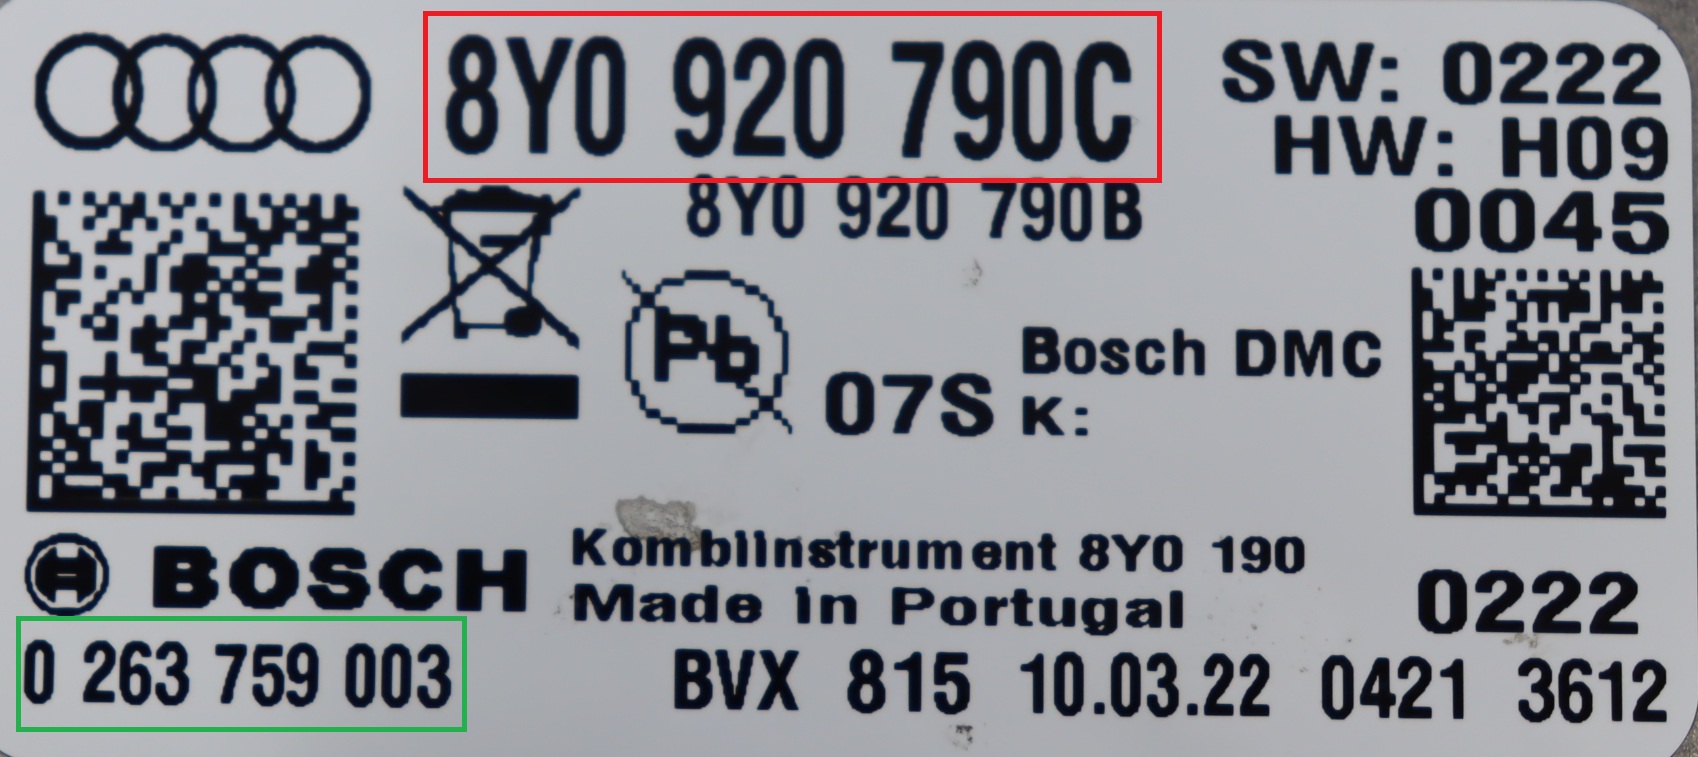 8Y0 920 790C
SW: 0222
HW: H09
8Y0 920 790B
0045
Pb
07S
Bosch DMC
K:
BOSCH
Kombiinstrument 8Y0 190
Made in Portugal
0222
0 263 759 003
BVX 815 10.03.22 0421 3612